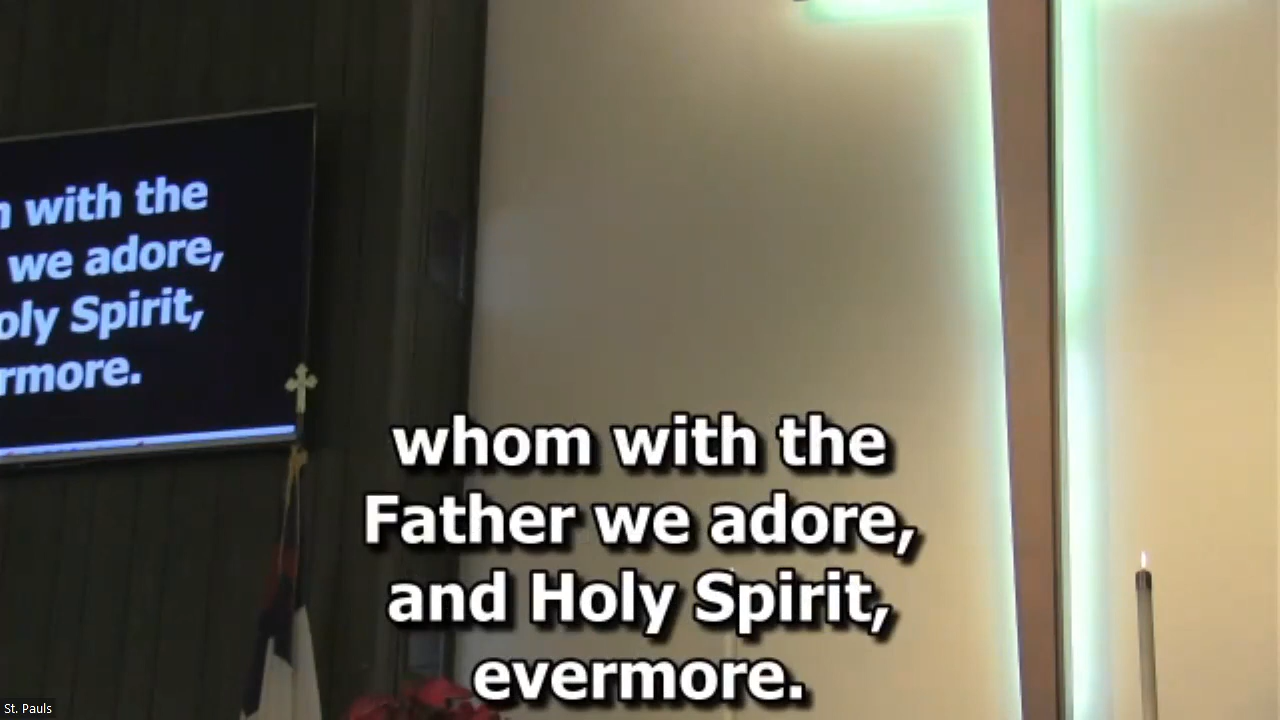 with the
we adore,
oly Spirit,
rmore.
whom with the
Father we adore,
and Holy Spirit,
evermore.
St. Pauls